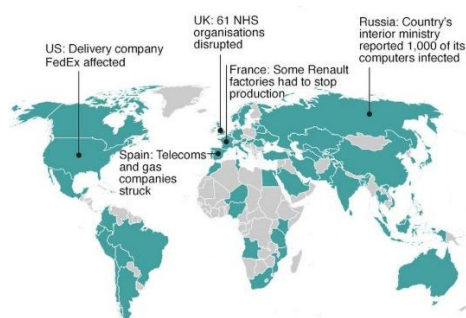 US: Delivery company
FedEx affected
UK: 61 NHS
organisations
disrupted
Russia: Country's
interior ministry
reported 1,000 of its
computers infected
France: Some Renault
factories had to stop
production
Spain: Telecoms
and gas
companies
struck